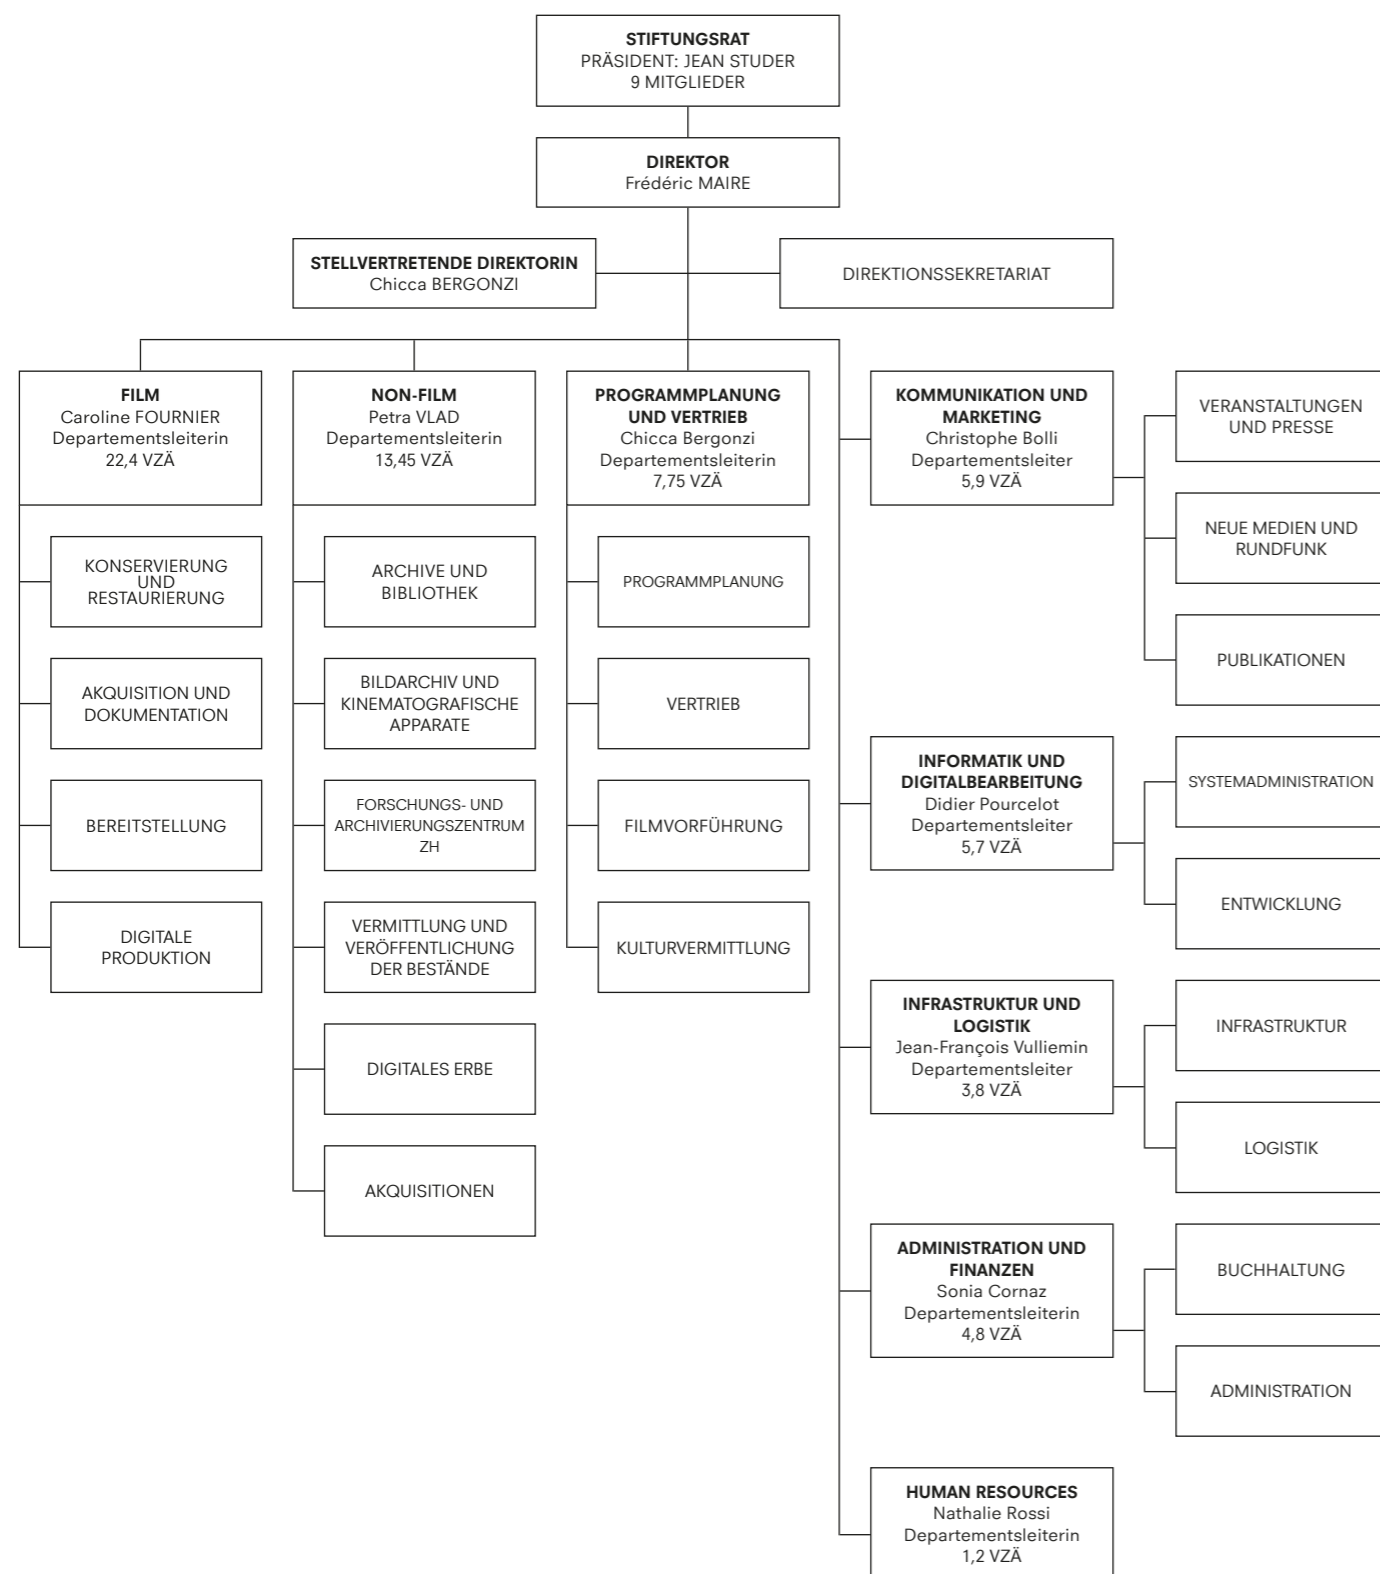 STIFTUNGSRAT
PRÄSIDENT: JEAN STUDER
9 MITGLIEDER
DIREKTOR
Frédéric MAIRE
STELLVERTRETENDE DIREKTORIN
Chicca BERGONZI
DIREKTIONSSEKRETARIAT
FILM
Caroline FOURNIER
Departementsleiterin
22,4 VZÄ
KONSERVIERUNG
UND
RESTAURIERUNG
AKQUISITION UND
DOKUMENTATION
BEREITSTELLUNG
DIGITALE
PRODUKTION
NON-FILM
Petra VLAD
Departementsleiterin
13,45 VZÄ
ARCHIVE UND
BIBLIOTHEK
BILDARCHIV UND
KINEMATOGRAFISCHE
APPARATE
FORSCHUNGS- UND
ARCHIVIERUNGSZENTRUM
ZH
VERMITTLUNG UND
VERÖFFENTLICHUNG
DER BESTÄNDE
DIGITALES ERBE
AKQUISITIONEN
PROGRAMMPLANUNG
UND VERTRIEB
Chicca Bergonzi
Departementsleiterin
7,75 VZÄ
PROGRAMMPLANUNG
VERTRIEB
FILMVORFÜHRUNG
KULTURVERMITTLUNG
KOMMUNIKATION UND
MARKETING
Christophe Bolli
Departementsleiter
5,9 VZÄ
VERANSTALTUNGEN
UND PRESSE
NEUE MEDIEN UND
RUNDFUNK
PUBLIKATIONEN
INFORMATIK UND
DIGITALBEARBEITUNG
Didier Pourcelot
Departementsleiter
5,7 VZÄ
SYSTEMADMINISTRATION
ENTWICKLUNG
INFRASTRUKTUR UND
LOGISTIK
Jean-François Vulliemin
Departementsleiter
3,8 VZÄ
INFRASTRUKTUR
LOGISTIK
ADMINISTRATION UND
FINANZEN
Sonia Cornaz
Departementsleiterin
4,8 VZÄ
BUCHHALTUNG
ADMINISTRATION
HUMAN RESOURCES
Nathalie Rossi
Departementsleiterin
1,2 VZÄ